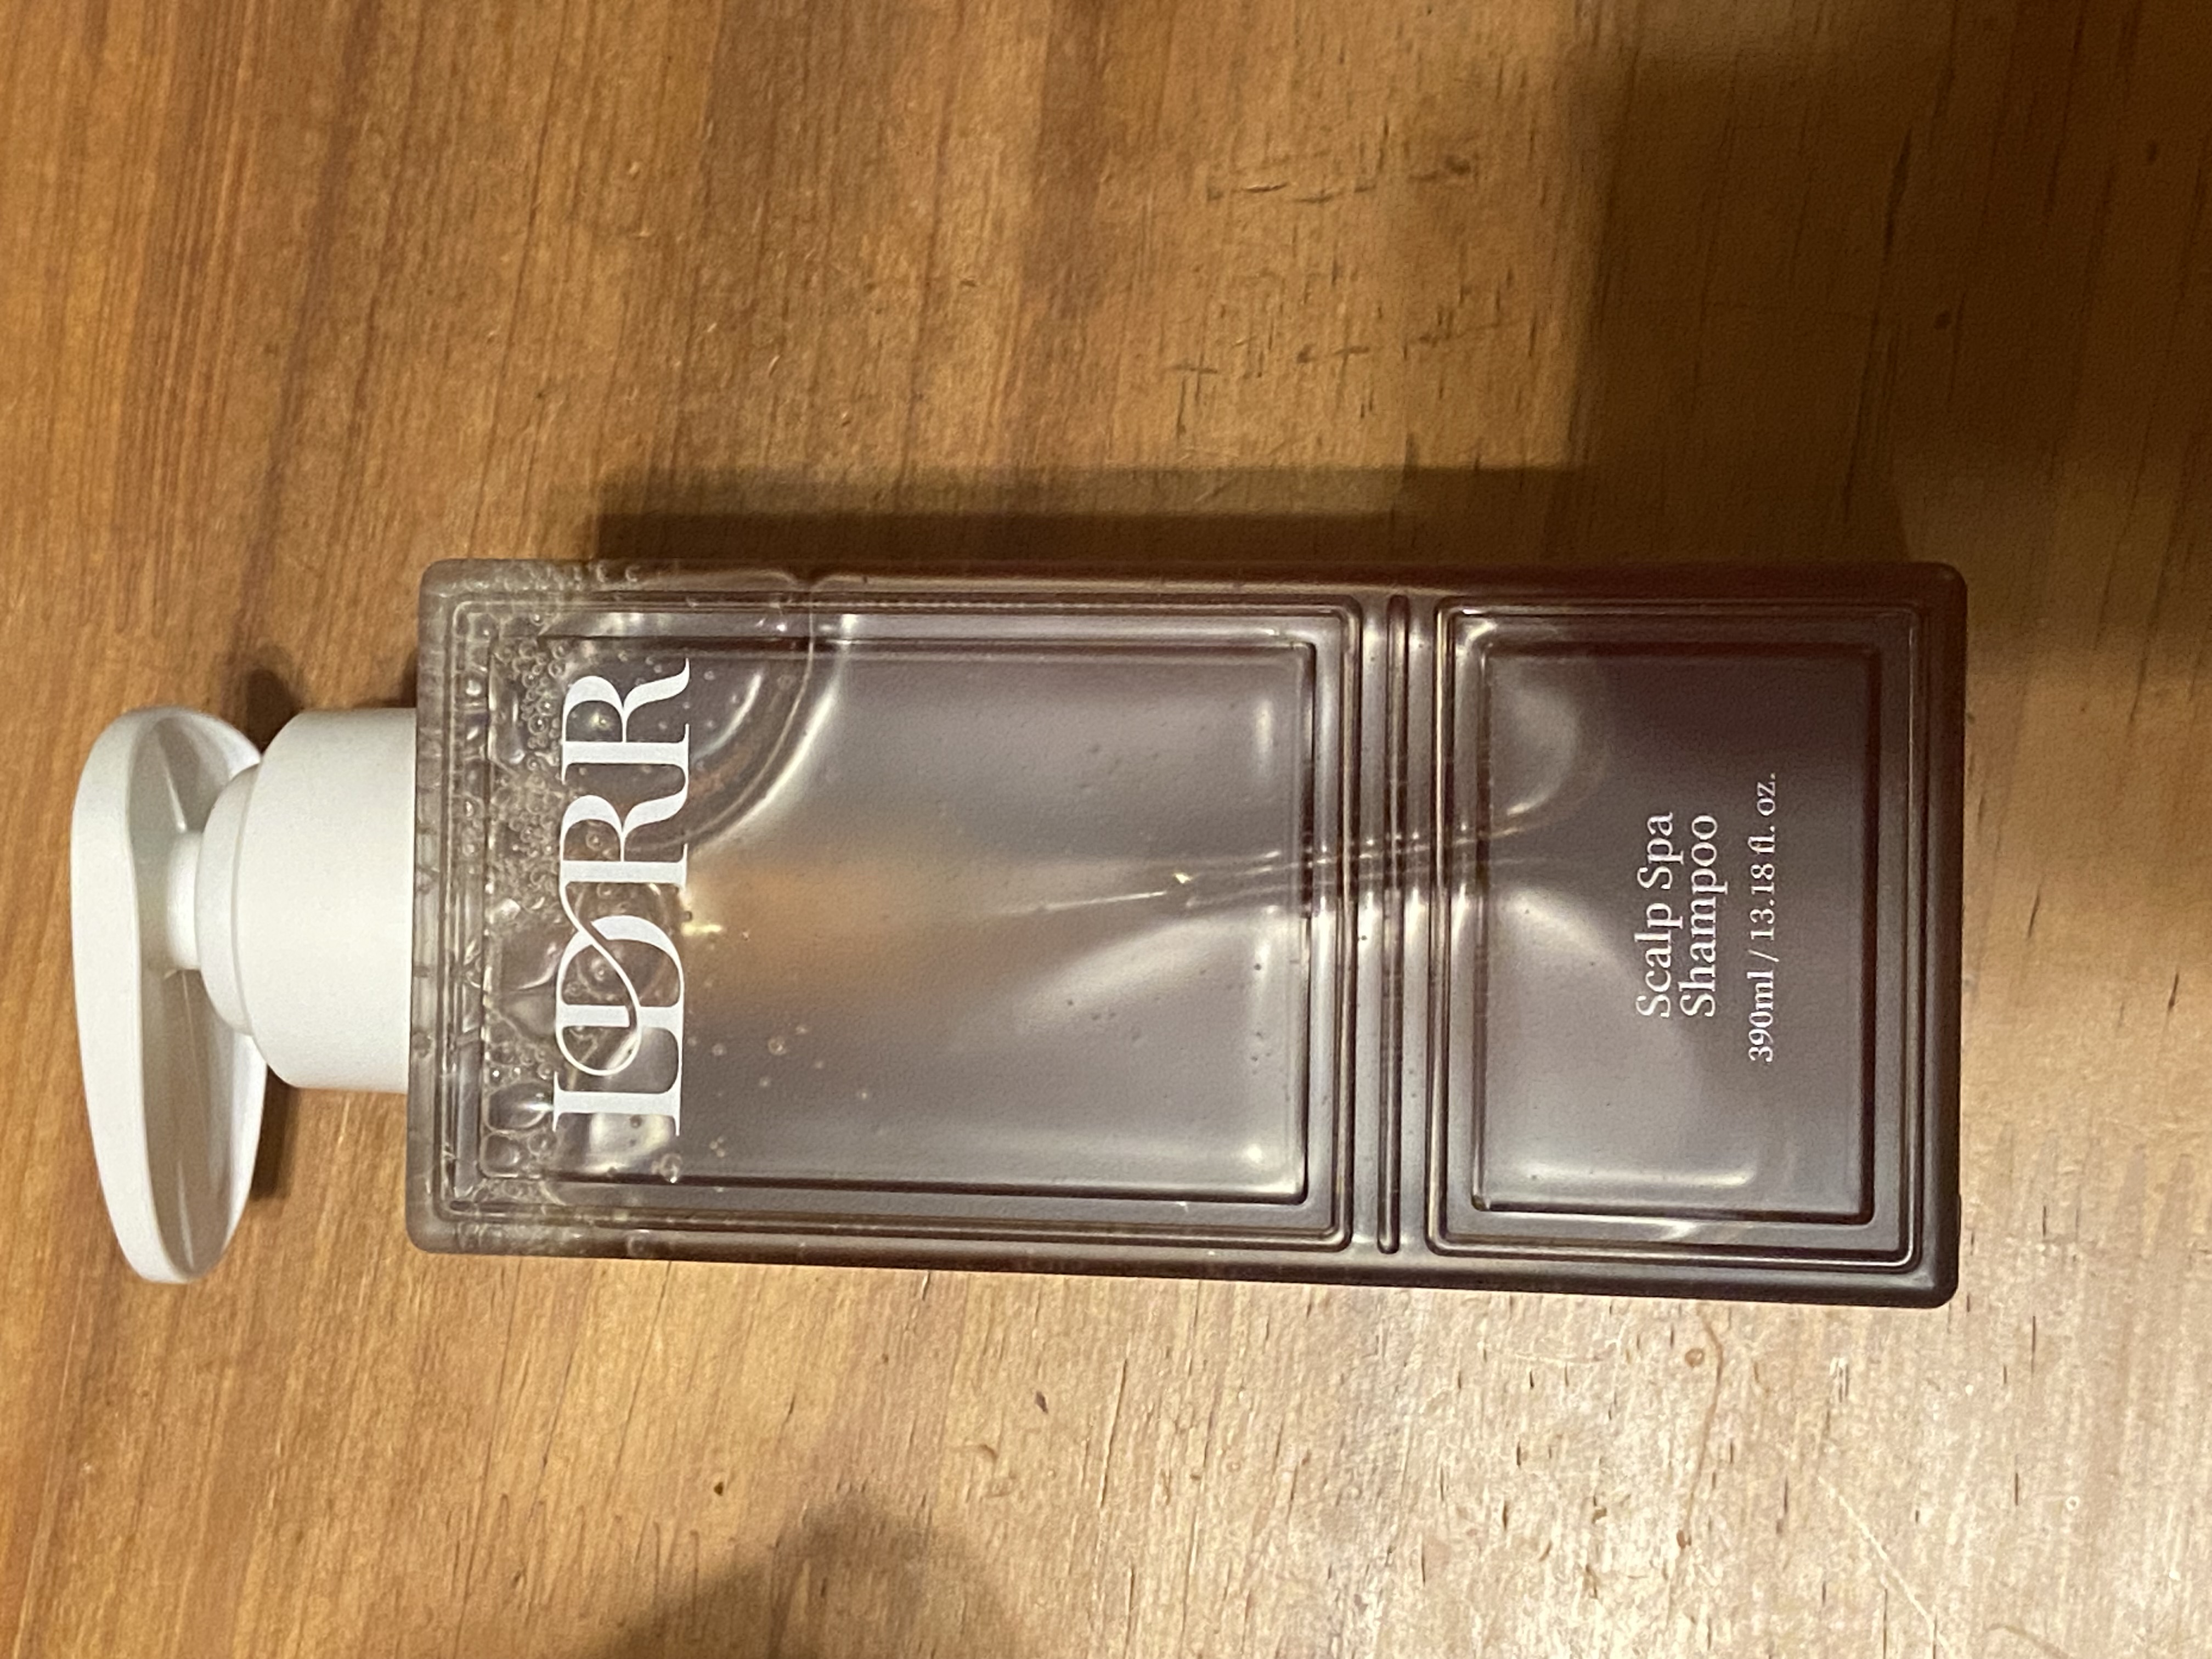 LDRR
Scalp Spa
Shampoo
390ml / 13.18 fl. oz.